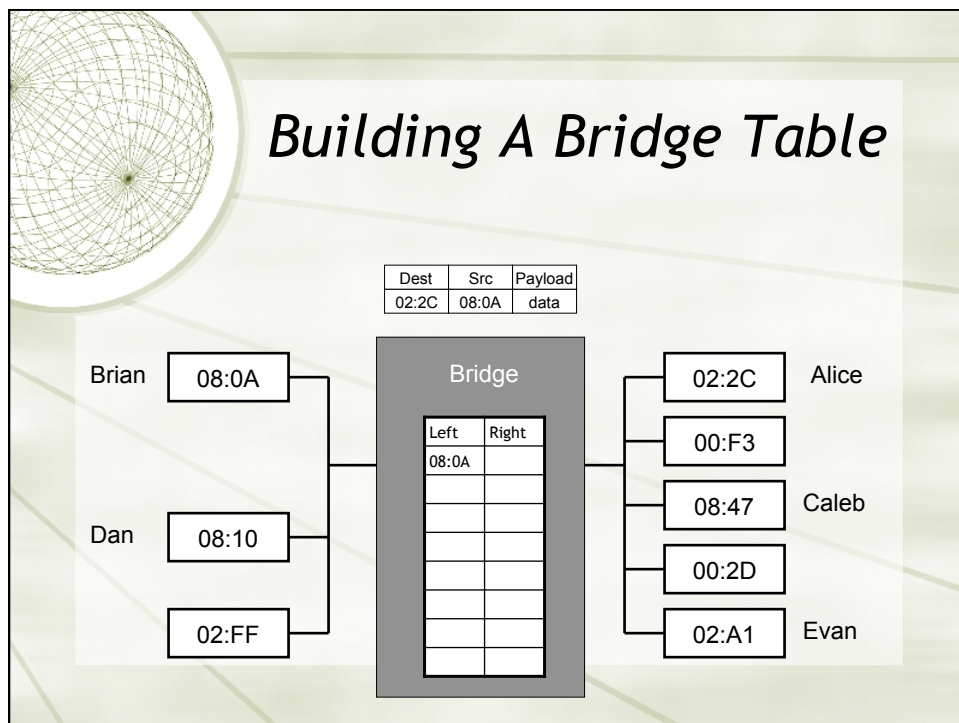 Building A Bridge Table
Dest Src Payload
02:2C 08:0A data
Brian 08:0A
Dan 08:10
02:FF
Bridge
Left Right
08:0A
02:2C Alice
00:F3
08:47 Caleb
00:2D
02:A1 Evan